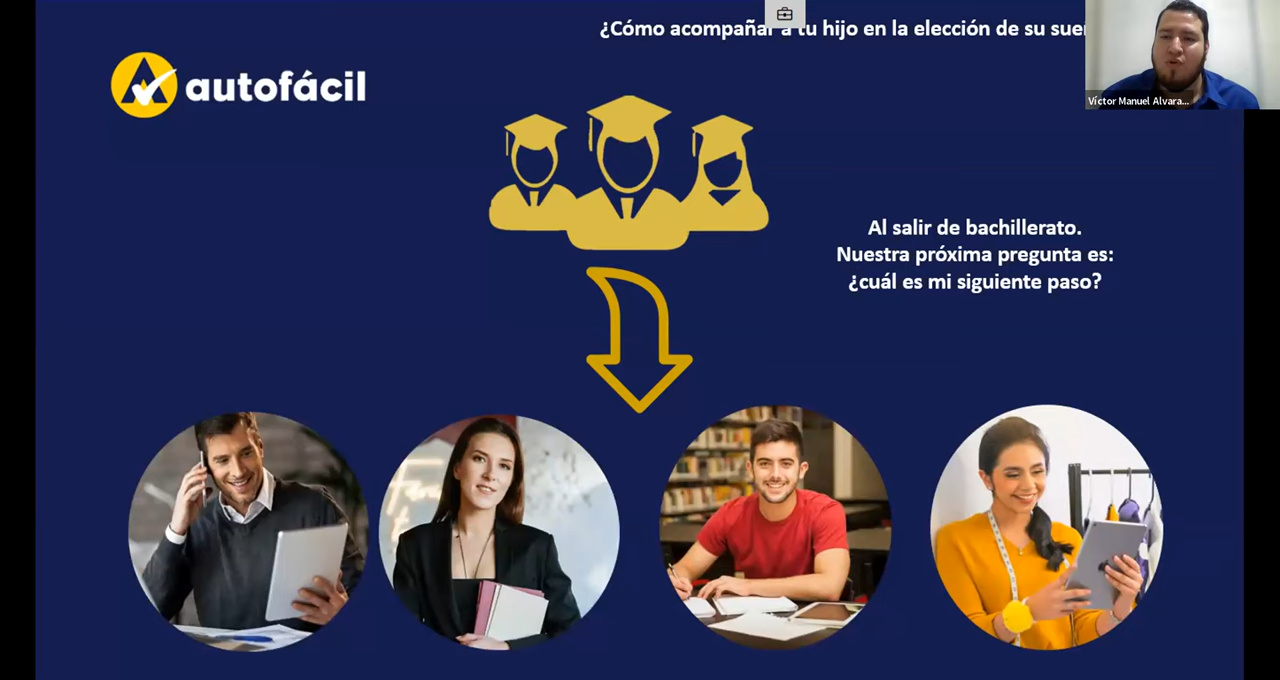 ¿Cómo acompañar a tu hijo en la elección de su
autofácil
Víctor Manuel Alvara...
Al salir de bachillerato.
Nuestra próxima pregunta es:
¿cuál es mi siguiente paso?